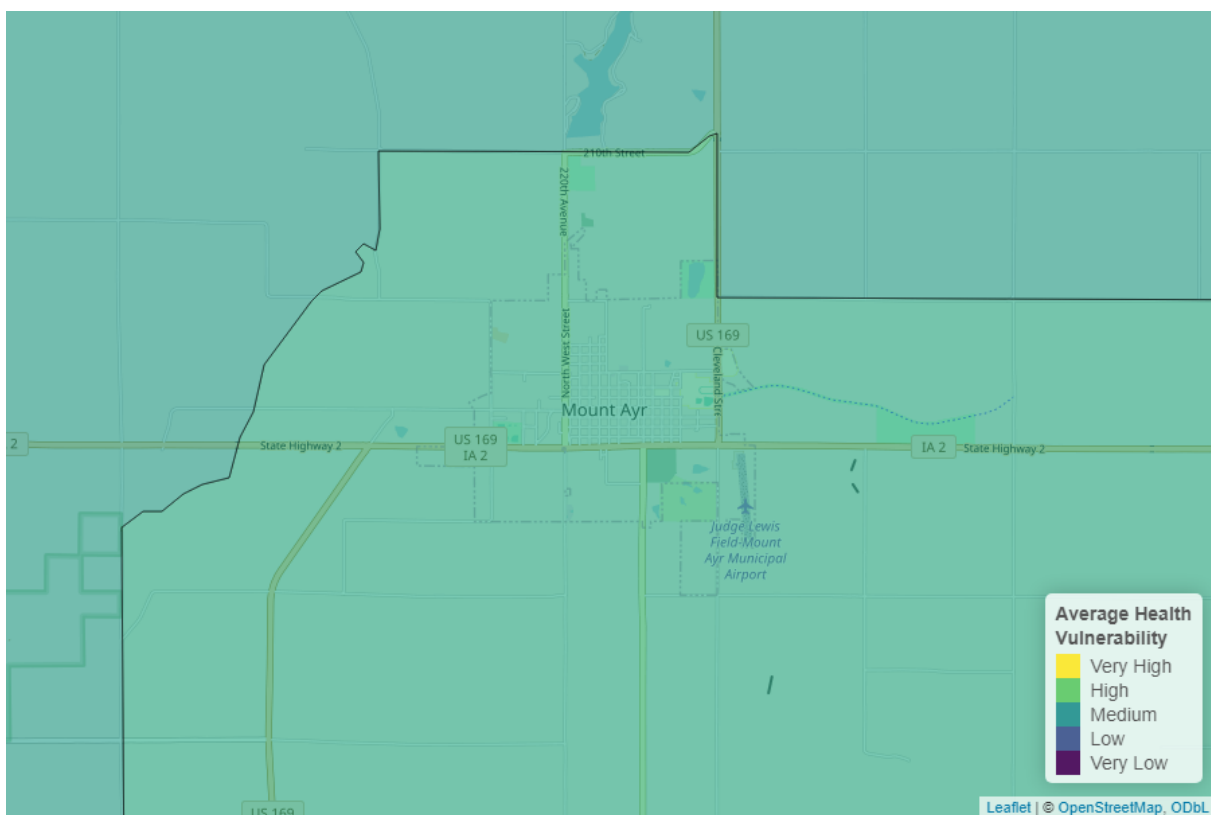 210th Street
220th Avenue
US 169
North West Street
Cleveland Stre
Mount Ayr
2
State Highway 2
US 169
IA 2
IA 2
State Highway 2
Judge Lewis
Field-Mount
Ayr Municipal
Airport
Average Health
Vulnerability
Very High
High
Medium
Low
Very Low
US 169
Leaflet | © OpenStreetMap, ODbL